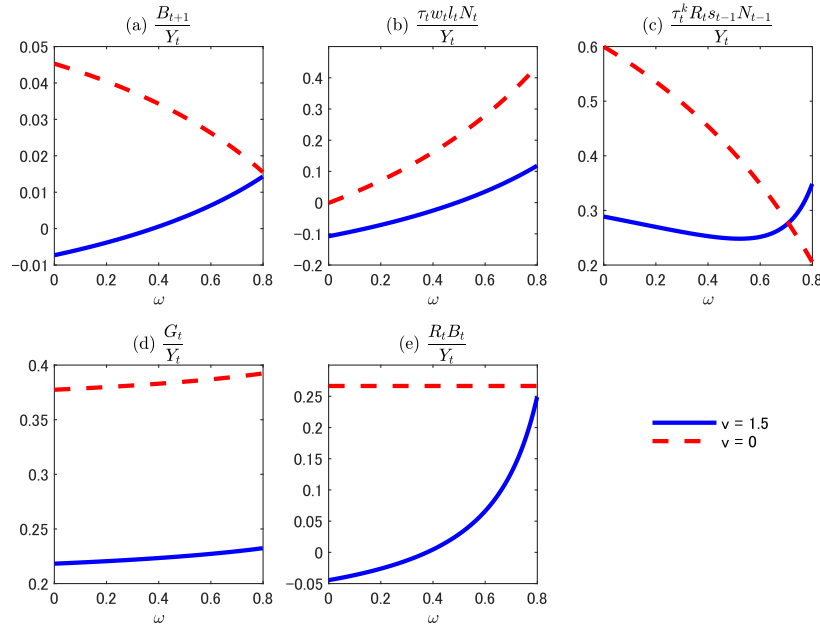 (a) B_{t+1}/Y_t
0.05
0.04
0.03
0.02
0.01
0
−0.01
0 0.2 0.4 0.6 0.8
ω
(b) τ_t w_t l_t N_t/Y_t
0.4
0.3
0.2
0.1
0
−0.1
−0.2
0 0.2 0.4 0.6 0.8
ω
(c) τ_t^k R_t s_{t−1} N_{t−1}/Y_t
0.6
0.5
0.4
0.3
0.2
0 0.2 0.4 0.6 0.8
ω
(d) G_t/Y_t
0.4
0.35
0.4
0.25
0.2
0 0.2 0.4 0.6 0.8
ω
(e) R_t B_t/Y_t
0.25
0.2
0.15
0.1
0.05
0
−0.05
0 0.2 0.4 0.6 0.8
ω
v = 1.5
v = 0